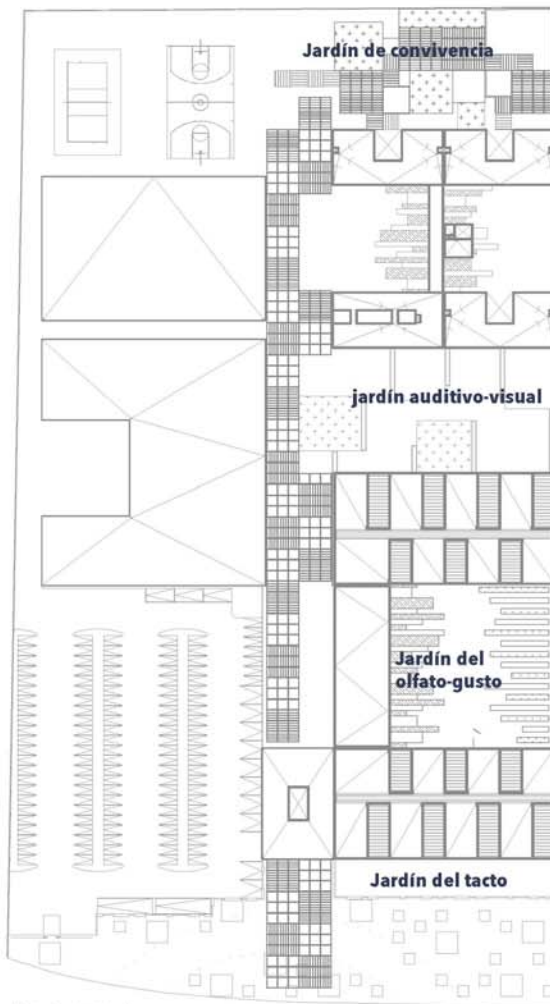 Jardín de convivencia
jardín auditivo-visual
Jardín del
olfato-gusto
Jardín del tacto